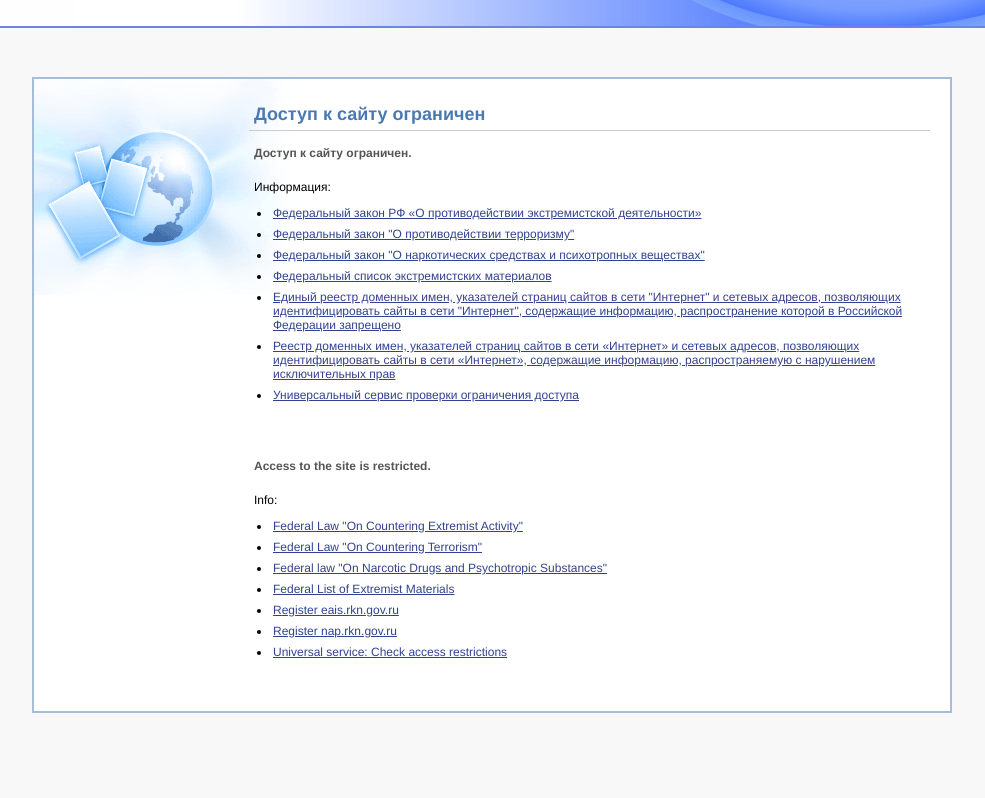 Доступ к сайту ограничен
Доступ к сайту ограничен.
Информация:
Федеральный закон РФ «О противодействии экстремистской деятельности»
Федеральный закон "О противодействии терроризму"
Федеральный закон "О наркотических средствах и психотропных веществах"
Федеральный список экстремистских материалов
Единый реестр доменных имен, указателей страниц сайтов в сети "Интернет" и сетевых адресов, позволяющих
идентифицировать сайты в сети "Интернет", содержащие информацию, распространение которой в Российской
Федерации запрещено
Реестр доменных имен, указателей страниц сайтов в сети «Интернет» и сетевых адресов, позволяющих
идентифицировать сайты в сети «Интернет», содержащие информацию, распространяемую с нарушением
исключительных прав
Универсальный сервис проверки ограничения доступа
Access to the site is restricted.
Info:
Federal Law "On Countering Extremist Activity"
Federal Law "On Countering Terrorism"
Federal law "On Narcotic Drugs and Psychotropic Substances"
Federal List of Extremist Materials
Register eais.rkn.gov.ru
Register nap.rkn.gov.ru
Universal service: Check access restrictions